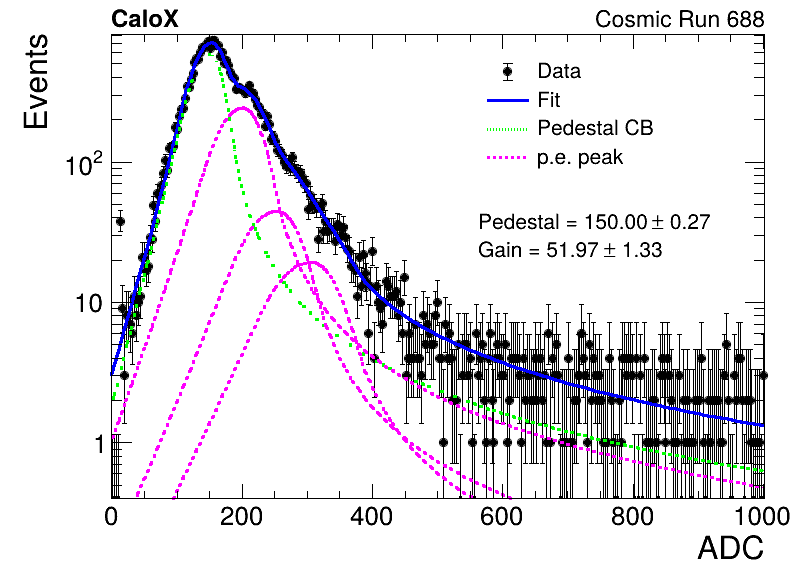 CaloX Cosmic Run 688
Events
Data
Fit
Pedestal CB
p.e. peak
Pedestal = 150.00 ± 0.27
Gain = 51.97 ± 1.33
10²
10
1
0 200 400 600 800 1000
ADC